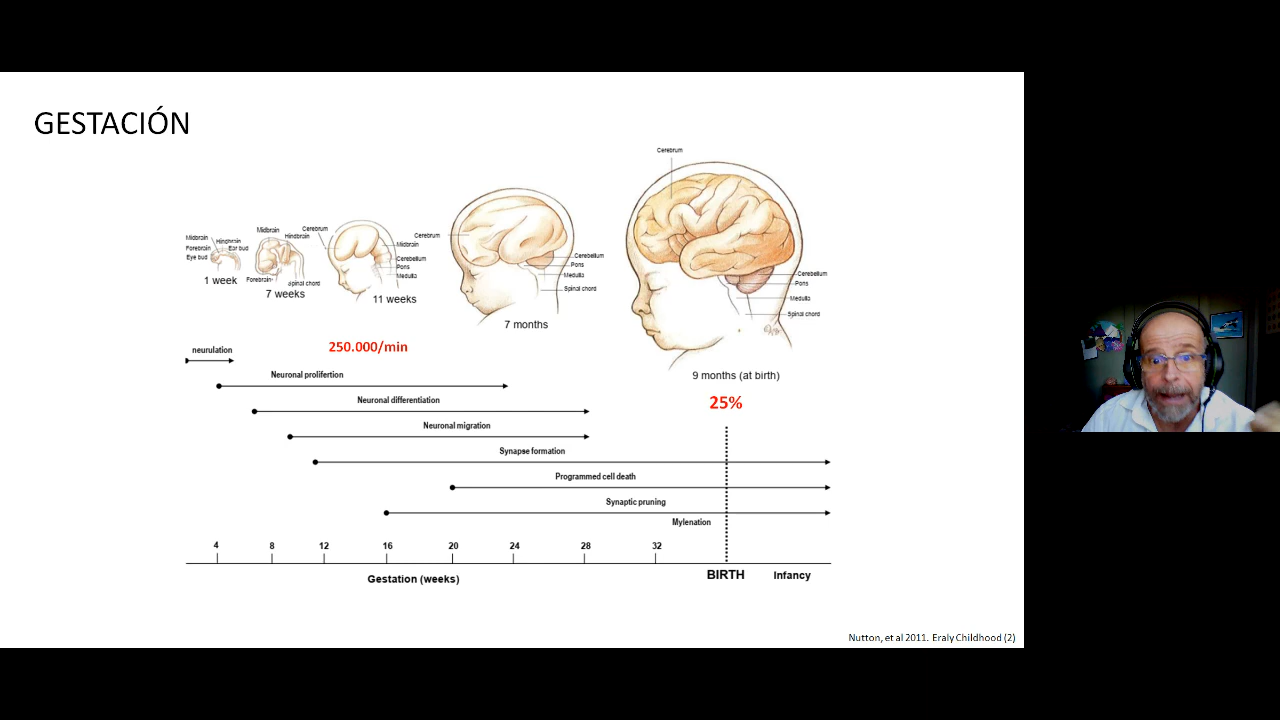 GESTACIÓN
Cerebrum
Midbrain
Hindbrain
Forebrain
Ear bud
Eye bud
1 week
Midbrain
Hindbrain
Forebrain
Spinal chord
7 weeks
Cerebrum
Midbrain
Cerebellum
Pons
Medulla
11 weeks
Cerebrum
Cerebellum
Pons
Medulla
Spinal chord
7 months
Cerebellum
Pons
Medulla
Spinal chord
9 months (at birth)
25%
250.000/min
neurulation
Neuronal prolifertion
Neuronal differentiation
Neuronal migration
Synapse formation
Programmed cell death
Synaptic pruning
Mylenation
4 8 12 16 20 24 28 32
Gestation (weeks)
BIRTH
Infancy
Nutton, et al 2011. Eraly Childhood (2)